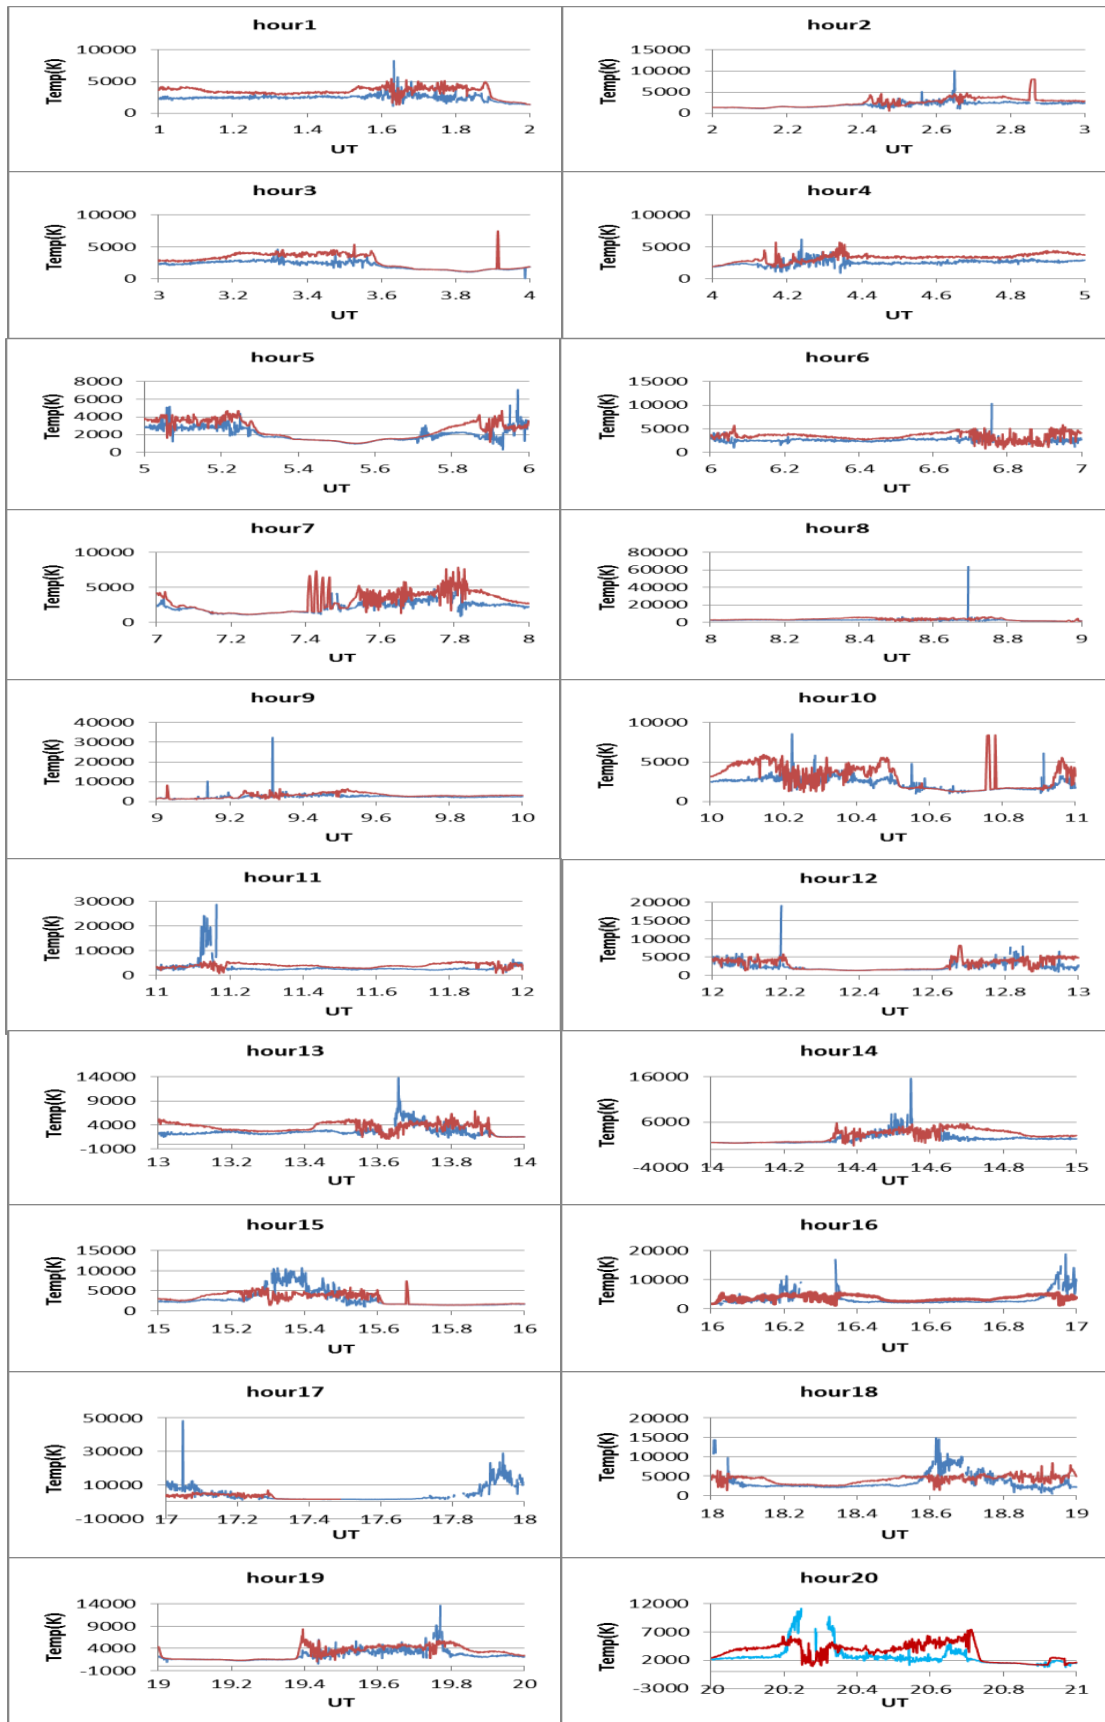 hour1
Temp(K)
10000
5000
0
1 1.2 1.4 1.6 1.8 2
UT
hour2
Temp(K)
15000
10000
5000
0
2 2.2 2.4 2.6 2.8 3
UT
hour3
Temp(K)
10000
5000
0
3 3.2 3.4 3.6 3.8 4
UT
hour4
Temp(K)
10000
5000
0
4 4.2 4.4 4.6 4.8 5
UT
hour5
Temp(K)
8000
6000
4000
2000
0
5 5.2 5.4 5.6 5.8 6
UT
hour6
Temp(K)
15000
10000
5000
0
6 6.2 6.4 6.6 6.8 7
UT
hour7
Temp(K)
10000
5000
0
7 7.2 7.4 7.6 7.8 8
UT
hour8
Temp(K)
80000
60000
40000
20000
0
8 8.2 8.4 8.6 8.8 9
UT
hour9
Temp(K)
40000
30000
20000
10000
0
9 9.2 9.4 9.6 9.8 10
UT
hour10
Temp(K)
10000
5000
0
10 10.2 10.4 10.6 10.8 11
UT
hour11
Temp(K)
30000
20000
10000
0
11 11.2 11.4 11.6 11.8 12
UT
hour12
Temp(K)
20000
15000
10000
5000
0
12 12.2 12.4 12.6 12.8 13
UT
hour13
Temp(K)
14000
9000
4000
-1000
13 13.2 13.4 13.6 13.8 14
UT
hour14
Temp(K)
16000
6000
-4000
14 14.2 14.4 14.6 14.8 15
UT
hour15
Temp(K)
15000
10000
5000
0
15 15.2 15.4 15.6 15.8 16
UT
hour16
Temp(K)
20000
10000
0
16 16.2 16.4 16.6 16.8 17
UT
hour17
Temp(K)
50000
30000
10000
-10000
17 17.2 17.4 17.6 17.8 18
UT
hour18
Temp(K)
20000
15000
10000
5000
0
18 18.2 18.4 18.6 18.8 19
UT
hour19
Temp(K)
14000
9000
4000
-1000
19 19.2 19.4 19.6 19.8 20
UT
hour20
Temp(K)
12000
7000
2000
-3000
20 20.2 20.4 20.6 20.8 21
UT